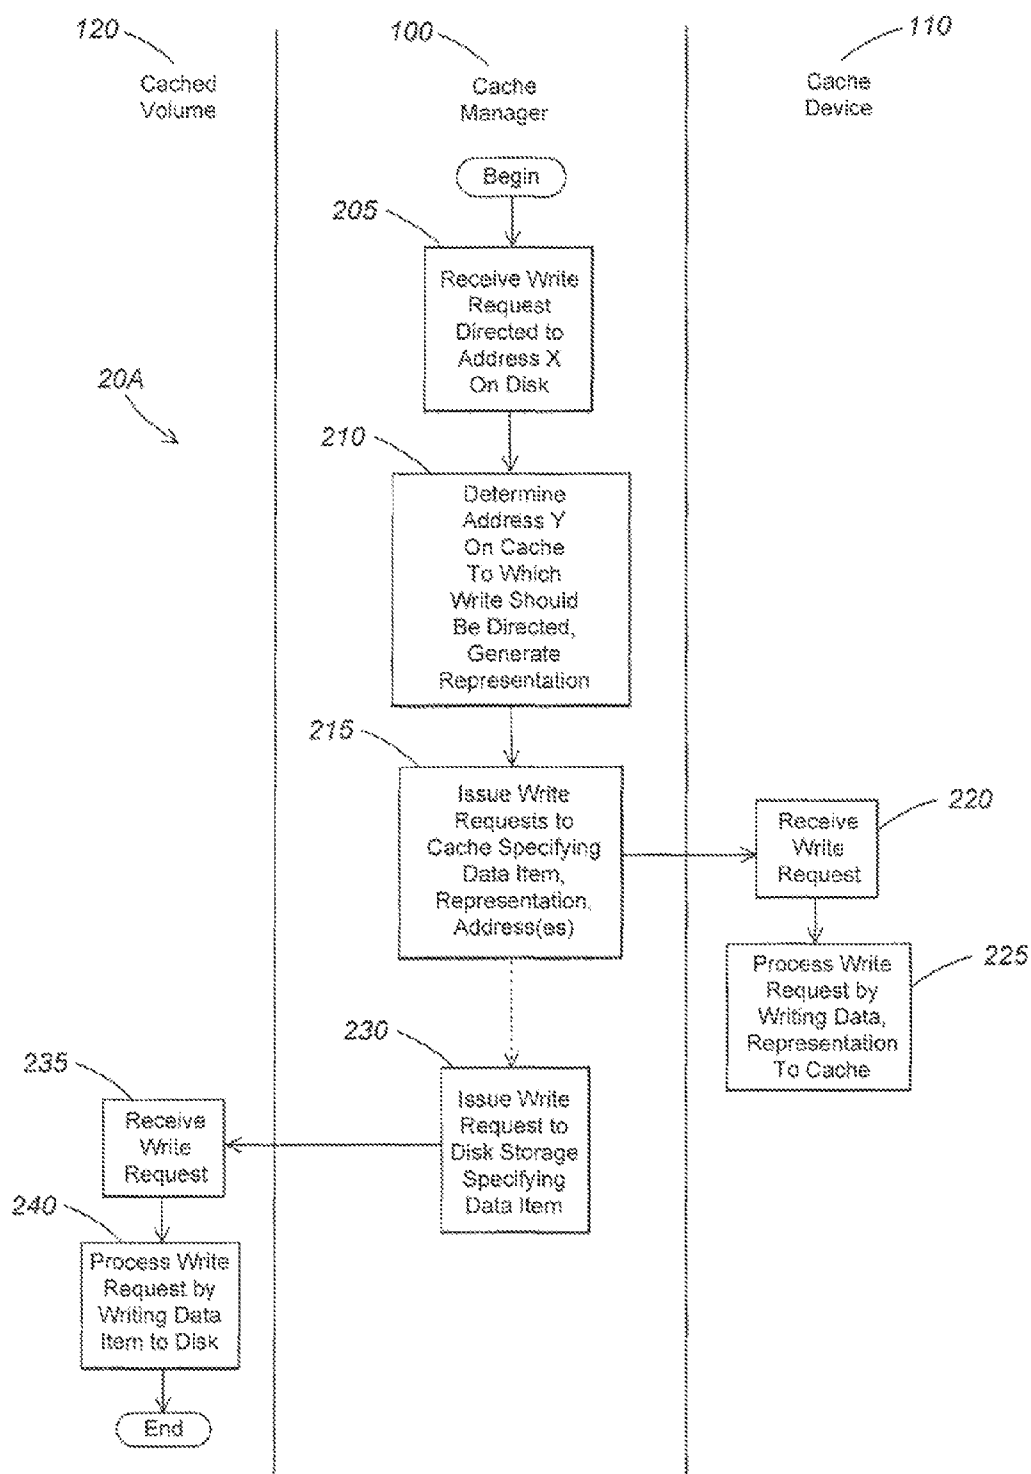 120
Cached
Volume
100
Cache
Manager
110
Cache
Device
Begin
205
Receive Write
Request
Directed to
Address X
On Disk
20A
210
Determine
Address Y
On Cache
To Which
Write Should
Be Directed,
Generate
Representation
215
Issue Write
Requests to
Cache Specifying
Data Item,
Representation,
Address(es)
220
Receive
Write
Request
225
Process Write
Request by
Writing Data,
Representation
To Cache
230
Issue Write
Request to
Disk Storage
Specifying
Data Item
235
Receive
Write
Request
240
Process Write
Request by
Writing Data
Item to Disk
End